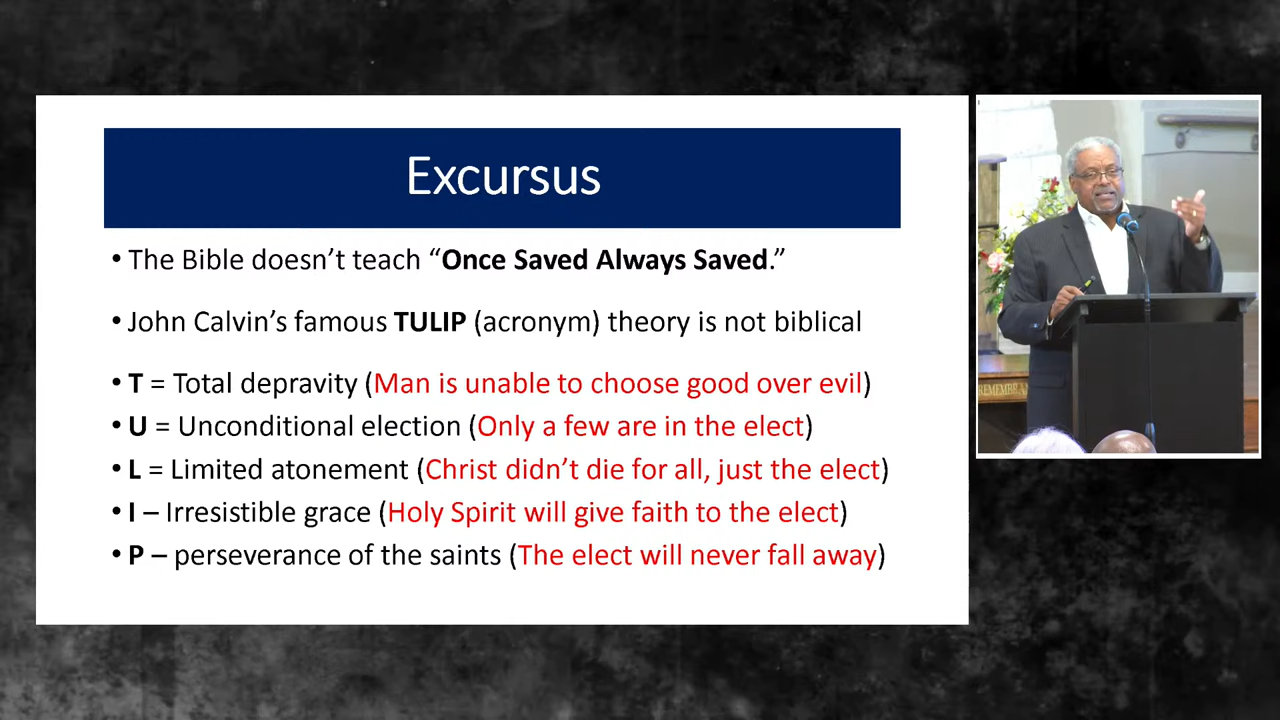 Excursus
• The Bible doesn’t teach “Once Saved Always Saved.”
• John Calvin’s famous TULIP (acronym) theory is not biblical
• T = Total depravity (Man is unable to choose good over evil)
• U = Unconditional election (Only a few are in the elect)
• L = Limited atonement (Christ didn’t die for all, just the elect)
• I – Irresistible grace (Holy Spirit will give faith to the elect)
• P – perseverance of the saints (The elect will never fall away)